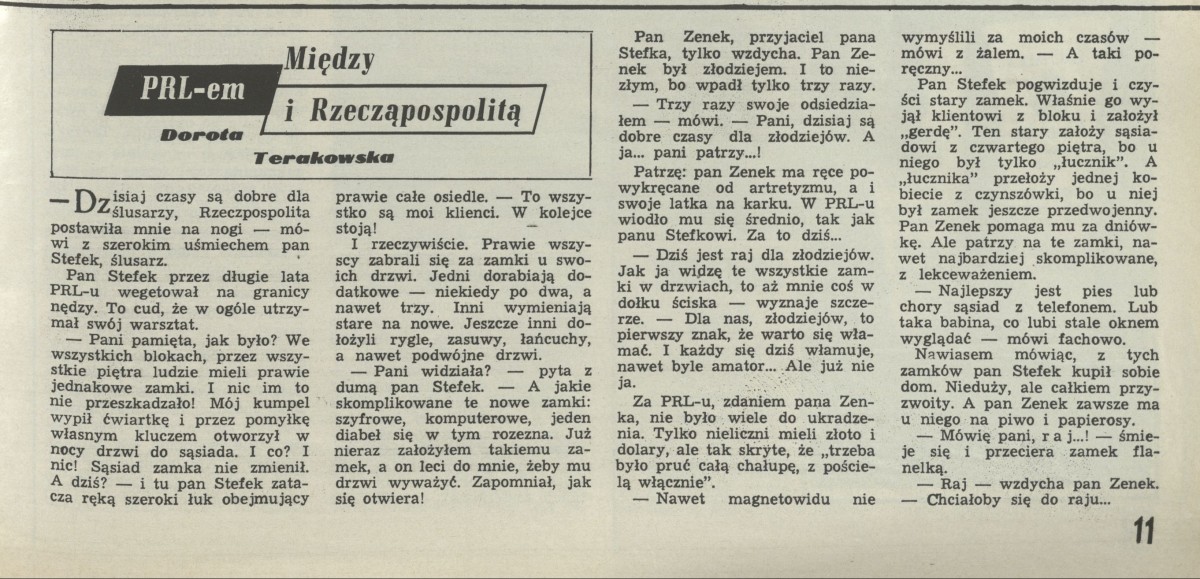 Między
PRL-em
i Rzecząpospolitą
Dorota
Terakowska
— Dzisiaj czasy są dobre dla
ślusarzy, Rzeczpospolita
postawiła mnie na nogi — mó-
wi z szerokim uśmiechem pan
Stefek, ślusarz.
Pan Stefek przez długie lata
PRL-u wegetował na granicy
nędzy. To cud, że w ogóle utrzy-
mał swój warsztat.
— Pani pamięta, jak było? We
wszystkich blokach, przez wszy-
stkie piętra ludzie mieli prawie
jednakowe zamki. I nic im to
nie przeszkadzało! Mój kumpel
wypił ćwiartkę i przez pomyłkę
własnym kluczem otworzył w
nocy drzwi do sąsiada. I co? I
nic! Sąsiad zamka nie zmienił.
A dziś? — i tu pan Stefek zata-
cza ręką szeroki łuk obejmujący
prawie całe osiedle. — To wszy-
stko są moi klienci. W kolejce
stoją!
I rzeczywiście. Prawie wszy-
scy zabrali się za zamki u swo-
ich drzwi. Jedni dorabiają do-
datkowe — niekiedy po dwa, a
nawet trzy. Inni wymieniają
stare na nowe. Jeszcze inni do-
łożyli rygle, zasuwy, łańcuchy,
a nawet podwójne drzwi.
— Pani widziała? — pyta z
dumą pan Stefek. — A jakie
skomplikowane te nowe zamki:
szyfrowe, komputerowe, jeden
diabeł się w tym rozezna. Już
nieraz założyłem takiemu za-
mek, a on leci do mnie, żeby mu
drzwi wyważyć. Zapomniał, jak
się otwiera!
Pan Zenek, przyjaciel pana
Stefka, tylko wzdycha. Pan Ze-
nek był złodziejem. I to nie-
złym, bo wpadł tylko trzy razy.
— Trzy razy swoje odsiedzia-
łem — mówi. — Pani, dzisiaj są
dobre czasy dla złodziejów. A
ja... pani patrzy...!
Patrzę: pan Zenek ma ręce po-
wykręcane od artretyzmu, a i
swoje latka na karku. W PRL-u
wiodło mu się średnio, tak jak
panu Stefkowi. Za to dziś...
— Dziś jest raj dla złodziejów.
Jak ja widzę te wszystkie zam-
ki w drzwiach, to aż mnie coś w
dołku ściska — wyznaje szcze-
rze. — Dla nas, złodziejów, to
pierwszy znak, że warto się wła-
mać. I każdy się dziś włamuje,
nawet byle amator... Ale już nie
ja.
Za PRL-u, zdaniem pana Zen-
ka, nie było wiele do ukradze-
nia. Tylko nieliczni mieli złoto i
dolary, ale tak skryte, że „trzeba
było pruć całą chałupę, z poście-
lą włącznie".
— Nawet magnetowidu nie
wymyślili za moich czasów —
mówi z żalem. — A taki po-
ręczny...
Pan Stefek pogwizduje i czy-
ści stary zamek. Właśnie go wy-
jął klientowi z bloku i założył
„gerdę". Ten stary założy sąsia-
dowi z czwartego piętra, bo u
niego był tylko „łucznik". A
„łucznika" przełoży jednej ko-
biecie z czynszówki, bo u niej
był zamek jeszcze przedwojenny.
Pan Zenek pomaga mu za dniów-
kę. Ale patrzy na te zamki, na-
wet najbardziej skomplikowane,
z lekceważeniem.
— Najlepszy jest pies lub
chory sąsiad z telefonem. Lub
taka babina, co lubi stale oknem
wyglądać — mówi fachowo.
Nawiasem mówiąc, z tych
zamków pan Stefek kupił sobie
dom. Nieduży, ale całkiem przy-
zwoity. A pan Zenek zawsze ma
u niego na piwo i papierosy.
— Mówię pani, r a j...! — śmie-
je się i przeciera zamek fla-
nelką.
— Raj — wzdycha pan Zenek.
— Chciałoby się do raju...
11